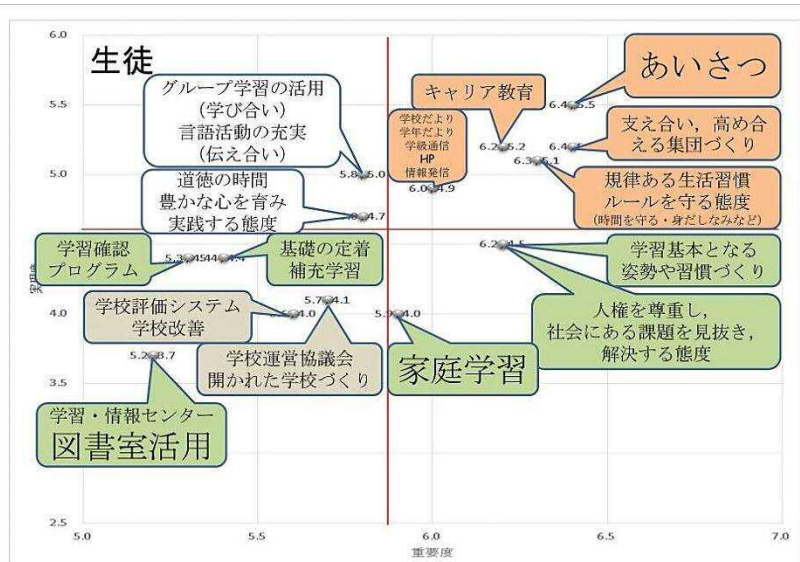 6.0
生徒
グループ学習の活用
(学び合い)
言語活動の充実
(伝え合い)
キャリア教育
あいさつ
学校だより
学年だより
学級通信
HP
情報発信
支え合い，高め合
える集団づくり
規律ある生活習慣
ルールを守る態度
(時間を守る・身だしなみなど)
道徳の時間
豊かな心を育み
実践する態度
5.5
5.0
学習確認
プログラム
基礎の定着
補充学習
学習基本となる
姿勢や習慣づくり
人権を尊重し，
社会にある課題を見抜き，
解決する態度
学校評価システム
学校改善
4.0
学校運営協議会
開かれた学校づくり
家庭学習
3.5
学習・情報センター
図書室活用
2.5
5.0
5.5
6.0
6.5
7.0
重要度